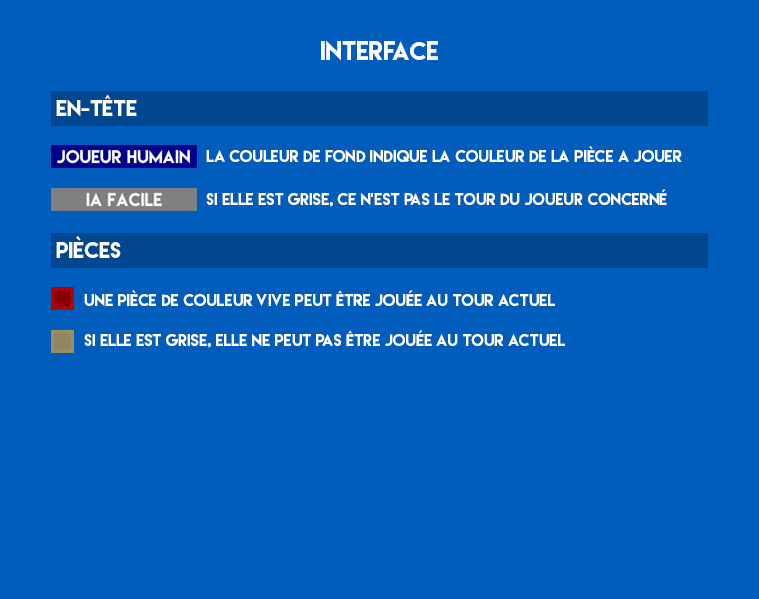 INTERFACE
EN-TÊTE
JOUEUR HUMAIN LA COULEUR DE FOND INDIQUE LA COULEUR DE LA PIÈCE A JOUER
IA FACILE SI ELLE EST GRISE, CE N'EST PAS LE TOUR DU JOUEUR CONCERNÉ
PIÈCES
UNE PIÈCE DE COULEUR VIVE PEUT ÊTRE JOUÉE AU TOUR ACTUEL
SI ELLE EST GRISE, ELLE NE PEUT PAS ÊTRE JOUÉE AU TOUR ACTUEL